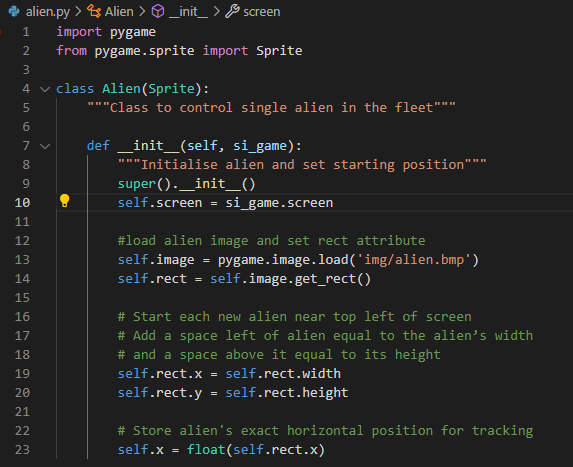 alien.py > Alien > __init__ > screen
1 import pygame
2 from pygame.sprite import Sprite
3
4 class Alien(Sprite):
5     """Class to control single alien in the fleet"""
6
7     def __init__(self, si_game):
8         """Initialise alien and set starting position"""
9         super().__init__()
10         self.screen = si_game.screen
11
12         #load alien image and set rect attribute
13         self.image = pygame.image.load('img/alien.bmp')
14         self.rect = self.image.get_rect()
15
16         # Start each new alien near top left of screen
17         # Add a space left of alien equal to the alien’s width
18         # and a space above it equal to its height
19         self.rect.x = self.rect.width
20         self.rect.y = self.rect.height
21
22         # Store alien's exact horizontal position for tracking
23         self.x = float(self.rect.x)